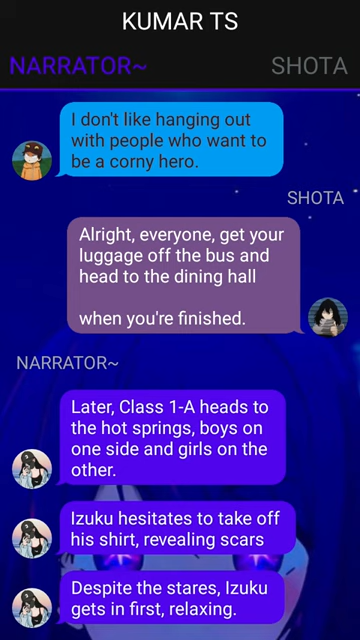 KUMAR TS
NARRATOR~
SHOTA
I don't like hanging out
with people who want to
be a corny hero.
SHOTA
Alright, everyone, get your
luggage off the bus and
head to the dining hall
when you're finished.
NARRATOR~
Later, Class 1-A heads to
the hot springs, boys on
one side and girls on the
other.
Izuku hesitates to take off
his shirt, revealing scars
Despite the stares, Izuku
gets in first, relaxing.